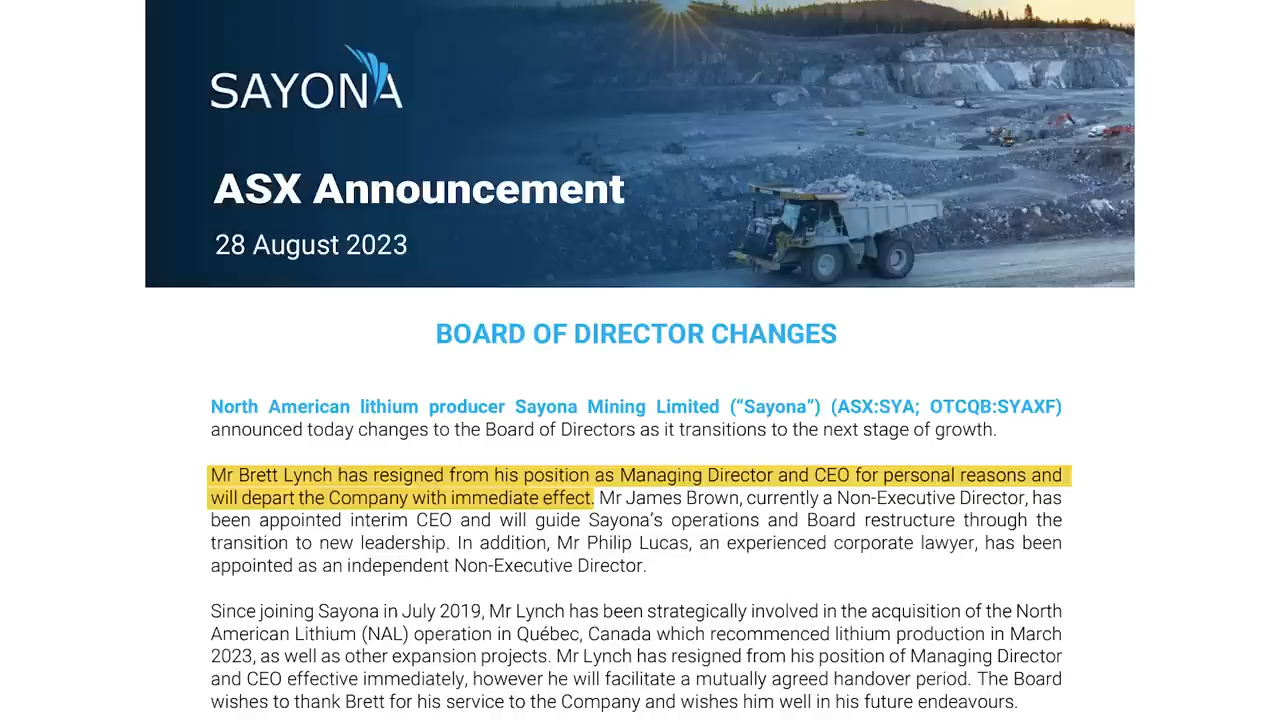 SAYONA
ASX Announcement
28 August 2023
BOARD OF DIRECTOR CHANGES
North American lithium producer Sayona Mining Limited (“Sayona”) (ASX:SYA; OTCQB:SYAXF)
announced today changes to the Board of Directors as it transitions to the next stage of growth.
Mr Brett Lynch has resigned from his position as Managing Director and CEO for personal reasons and
will depart the Company with immediate effect. Mr James Brown, currently a Non-Executive Director, has
been appointed interim CEO and will guide Sayona’s operations and Board restructure through the
transition to new leadership. In addition, Mr Philip Lucas, an experienced corporate lawyer, has been
appointed as an independent Non-Executive Director.
Since joining Sayona in July 2019, Mr Lynch has been strategically involved in the acquisition of the North
American Lithium (NAL) operation in Québec, Canada which recommenced lithium production in March
2023, as well as other expansion projects. Mr Lynch has resigned from his position of Managing Director
and CEO effective immediately, however he will facilitate a mutually agreed handover period. The Board
wishes to thank Brett for his service to the Company and wishes him well in his future endeavours.